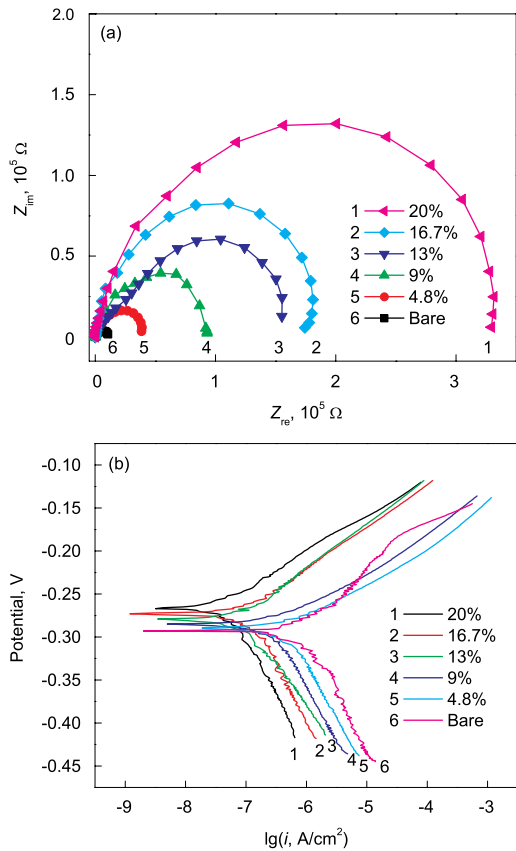 (a)
2.0
1.5
1.0
0.5
0
Z_im, 10^5 Ω
1 20%
2 16.7%
3 13%
4 9%
5 4.8%
6 Bare
6 5 4 3 2 1
0 1 2 3
Z_re, 10^5 Ω
(b)
-0.10
-0.15
-0.20
-0.25
-0.30
-0.35
-0.40
-0.45
Potential, V
1 20%
2 16.7%
3 13%
4 9%
5 4.8%
6 Bare
1 2 3 4 5 6
-9 -8 -7 -6 -5 -4 -3
lg(i, A/cm²)